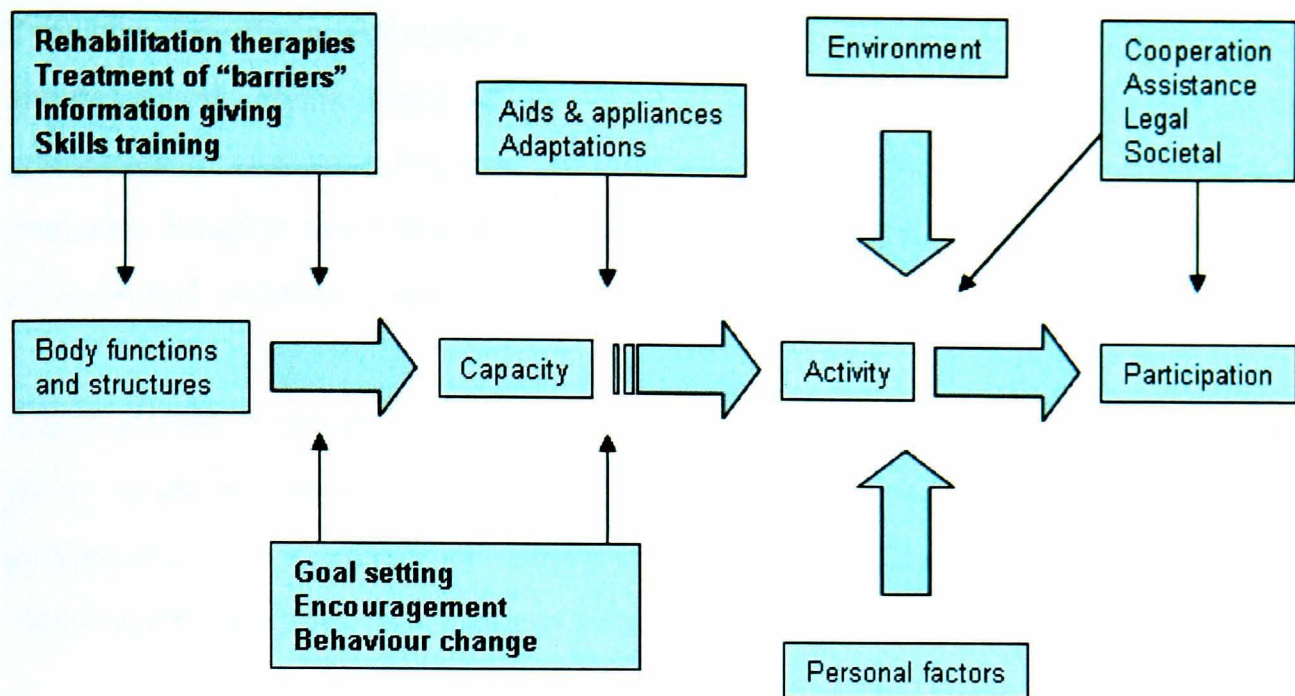 Rehabilitation therapies
Treatment of “barriers”
Information giving
Skills training
Aids & appliances
Adaptations
Environment
Cooperation
Assistance
Legal
Societal
Body functions
and structures
Capacity
Activity
Participation
Goal setting
Encouragement
Behaviour change
Personal factors